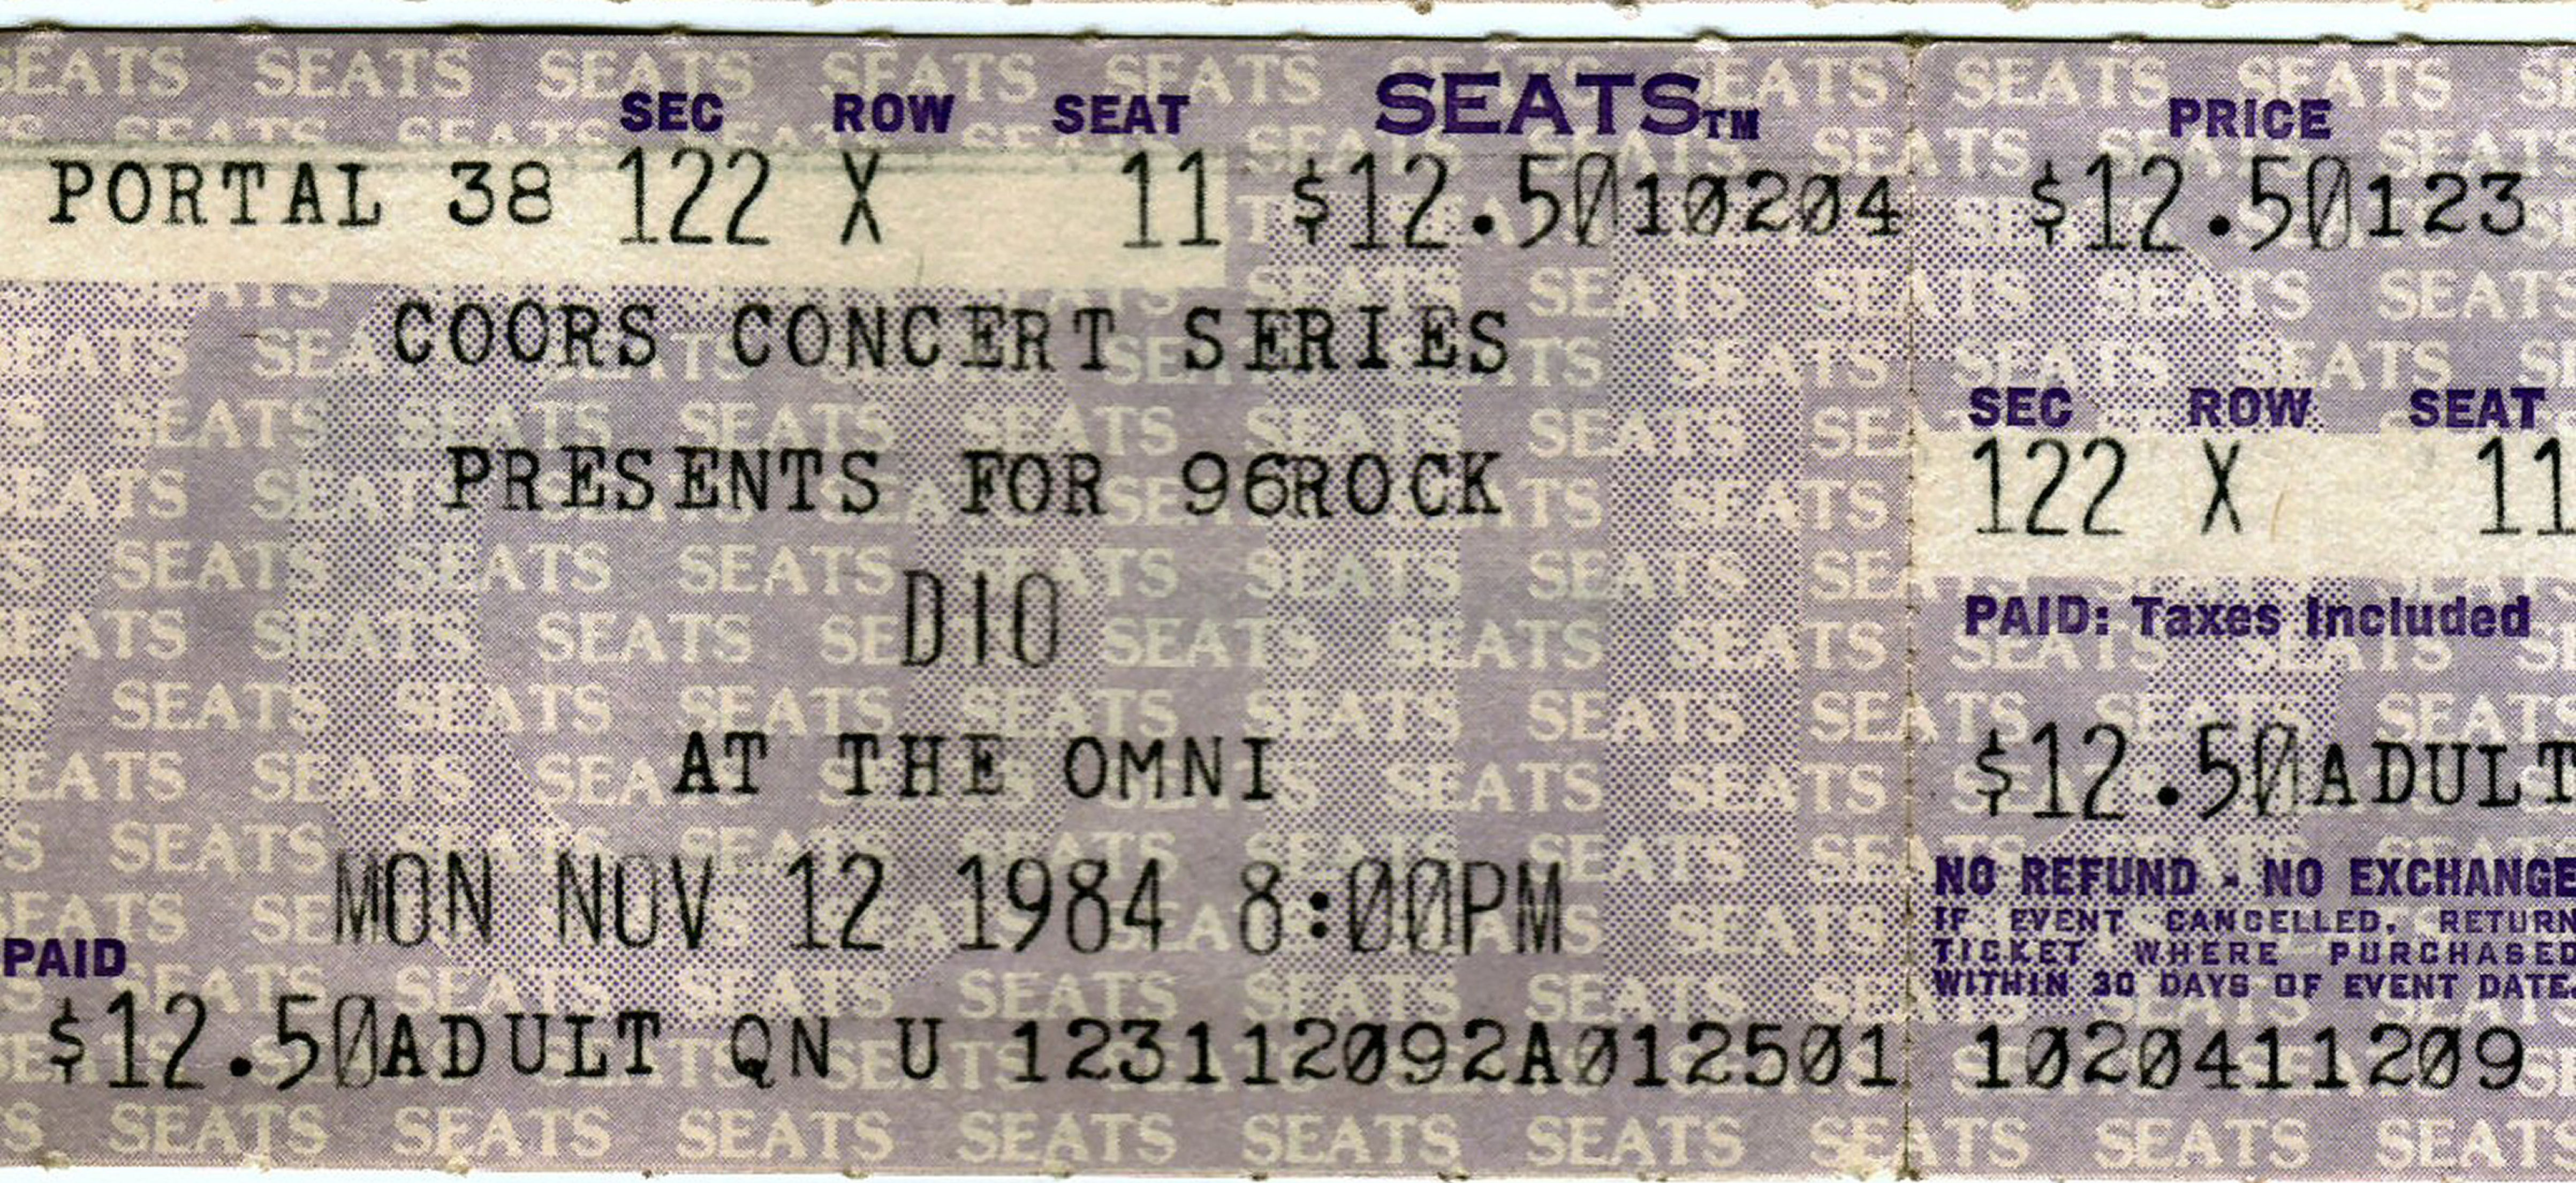 SEC ROW SEAT SEATS™
PORTAL 38 122 X 11 $12.50 10204
COORS CONCERT SERIES
PRESENTS FOR 96ROCK
DIO
AT THE OMNI
MON NOV 12 1984 8:00PM
PAID
$12.50 ADULT QN U 123112092A012501
PRICE
$12.50 123
SEC ROW SEAT
122 X 11
PAID: Taxes Included
$12.50 ADULT
NO REFUND - NO EXCHANGE
IF EVENT CANCELLED, RETURN
TICKET WHERE PURCHASED
WITHIN 30 DAYS OF EVENT DATE.
1020411209